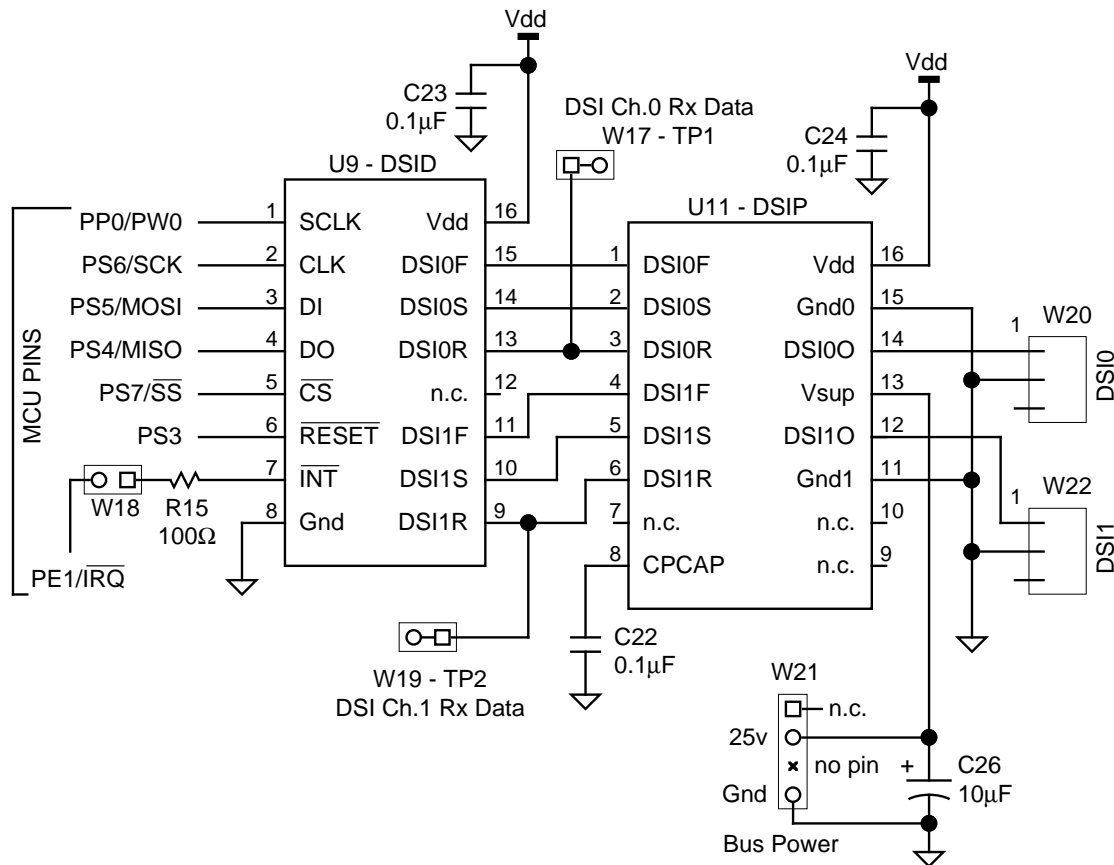 Vdd
C23
0.1µF
Vdd
DSI Ch.0 Rx Data
W17 - TP1
C24
0.1µF
U9 - DSID
U11 - DSIP
MCU PINS
PP0/PW0 1 SCLK Vdd 16
PS6/SCK 2 CLK DSI0F 15 1 DSI0F Vdd 16
PS5/MOSI 3 DI DSI0S 14 2 DSI0S Gnd0 15
PS4/MISO 4 DO DSI0R 13 3 DSI0R DSI0O 14 1 W20 DSI0
PS7/S̅S̅ 5 C̅S̅ n.c. 12 4 DSI1F Vsup 13
PS3 6 R̅E̅S̅E̅T̅ DSI1F 11 5 DSI1S DSI1O 12
W18 R15 100Ω 7 I̅N̅T̅ DSI1S 10 6 DSI1R Gnd1 11 1 W22 DSI1
8 Gnd DSI1R 9 7 n.c. n.c. 10
PE1/I̅R̅Q̅ 8 CPCAP n.c. 9
C22
0.1µF
W19 - TP2
DSI Ch.1 Rx Data
W21
n.c.
25v
no pin + C26
10µF
Gnd
Bus Power